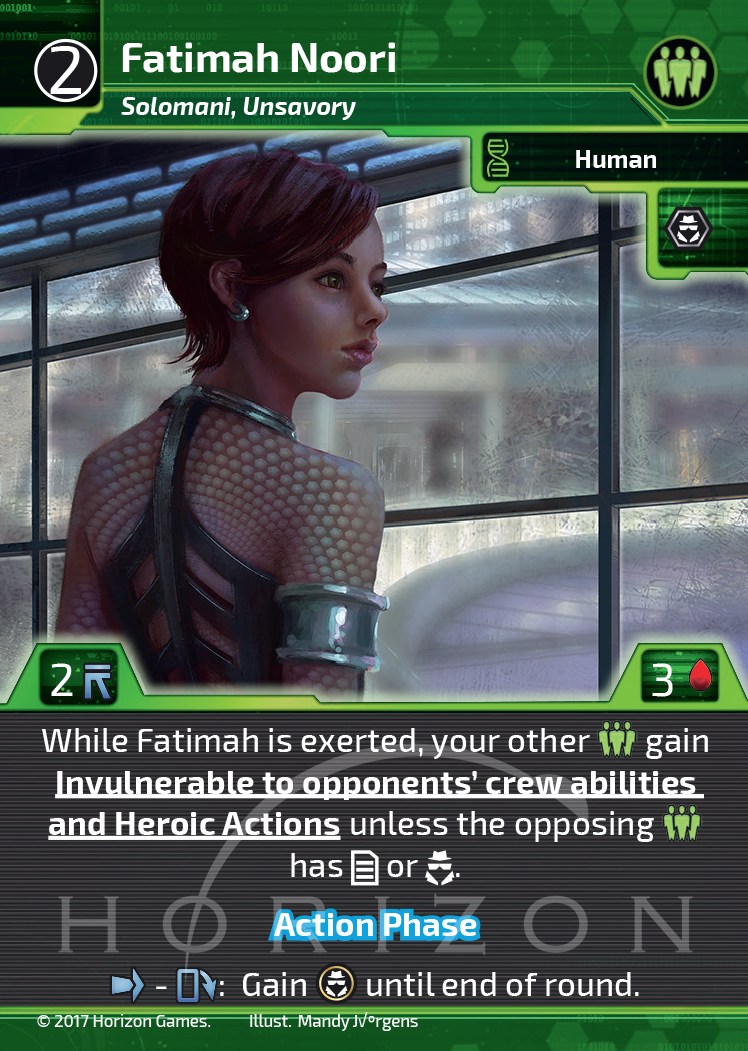 2
Fatimah Noori
Solomani, Unsavory
Human
2
3
While Fatimah is exerted, your other gain
Invulnerable to opponents’ crew abilities
and Heroic Actions unless the opposing
has or .
HORIZON
Action Phase
- : Gain until end of round.
© 2017 Horizon Games. Illust. Mandy J√ºrgens